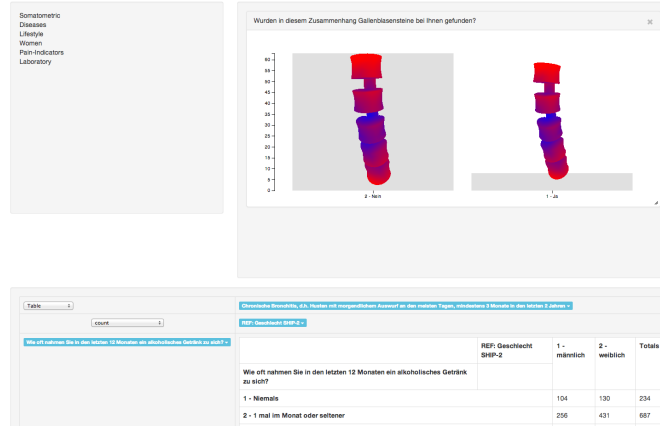 Somatometric
Diseases
Lifestyle
Women
Pain-Indicators
Laboratory
Wurden in diesem Zusammenhang Gallenblasensteine bei Ihnen gefunden?
60
55
50
45
40
35
30
25
20
15
10
5
0
2 - Nein
1 - Ja
Table
Chronische Bronchitis, d.h. Husten mit morgendlichem Auswurf an den meisten Tagen, mindestens 3 Monate in den letzten 2 Jahren
count
REF: Geschlecht SHIP-2
Wie oft nahmen Sie in den letzten 12 Monaten ein alkoholisches Getränk zu sich?
REF: Geschlecht SHIP-2
1 - männlich
2 - weiblich
Totals
Wie oft nahmen Sie in den letzten 12 Monaten ein alkoholisches Getränk
zu sich?
1 - Niemals 104 130 234
2 - 1 mal im Monat oder seltener 256 431 687